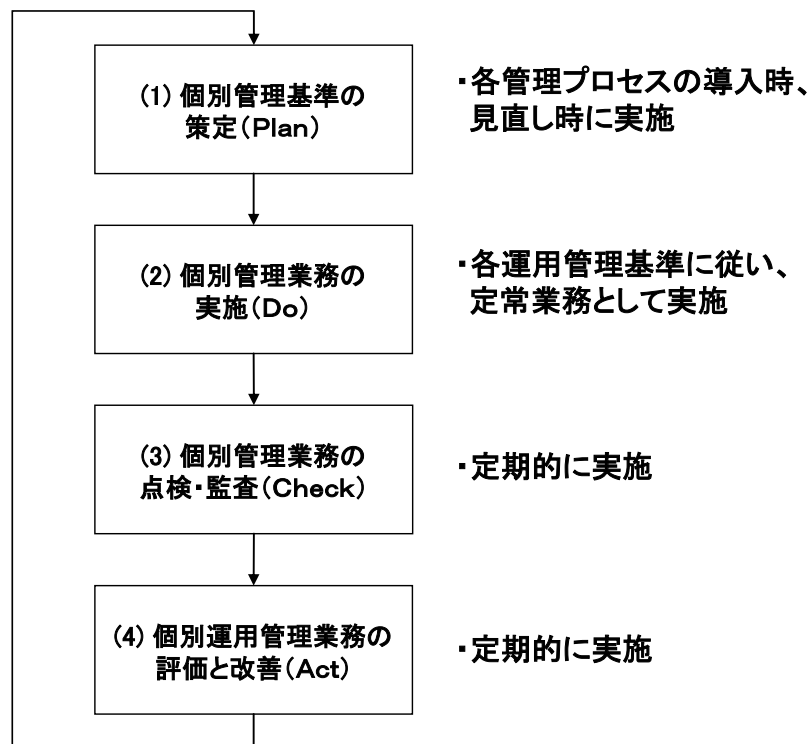 (1) 個別管理基準の
策定(Plan)
・各管理プロセスの導入時、
見直し時に実施
(2) 個別管理業務の
実施(Do)
・各運用管理基準に従い、
定常業務として実施
(3) 個別管理業務の
点検・監査(Check)
・定期的に実施
(4) 個別運用管理業務の
評価と改善(Act)
・定期的に実施